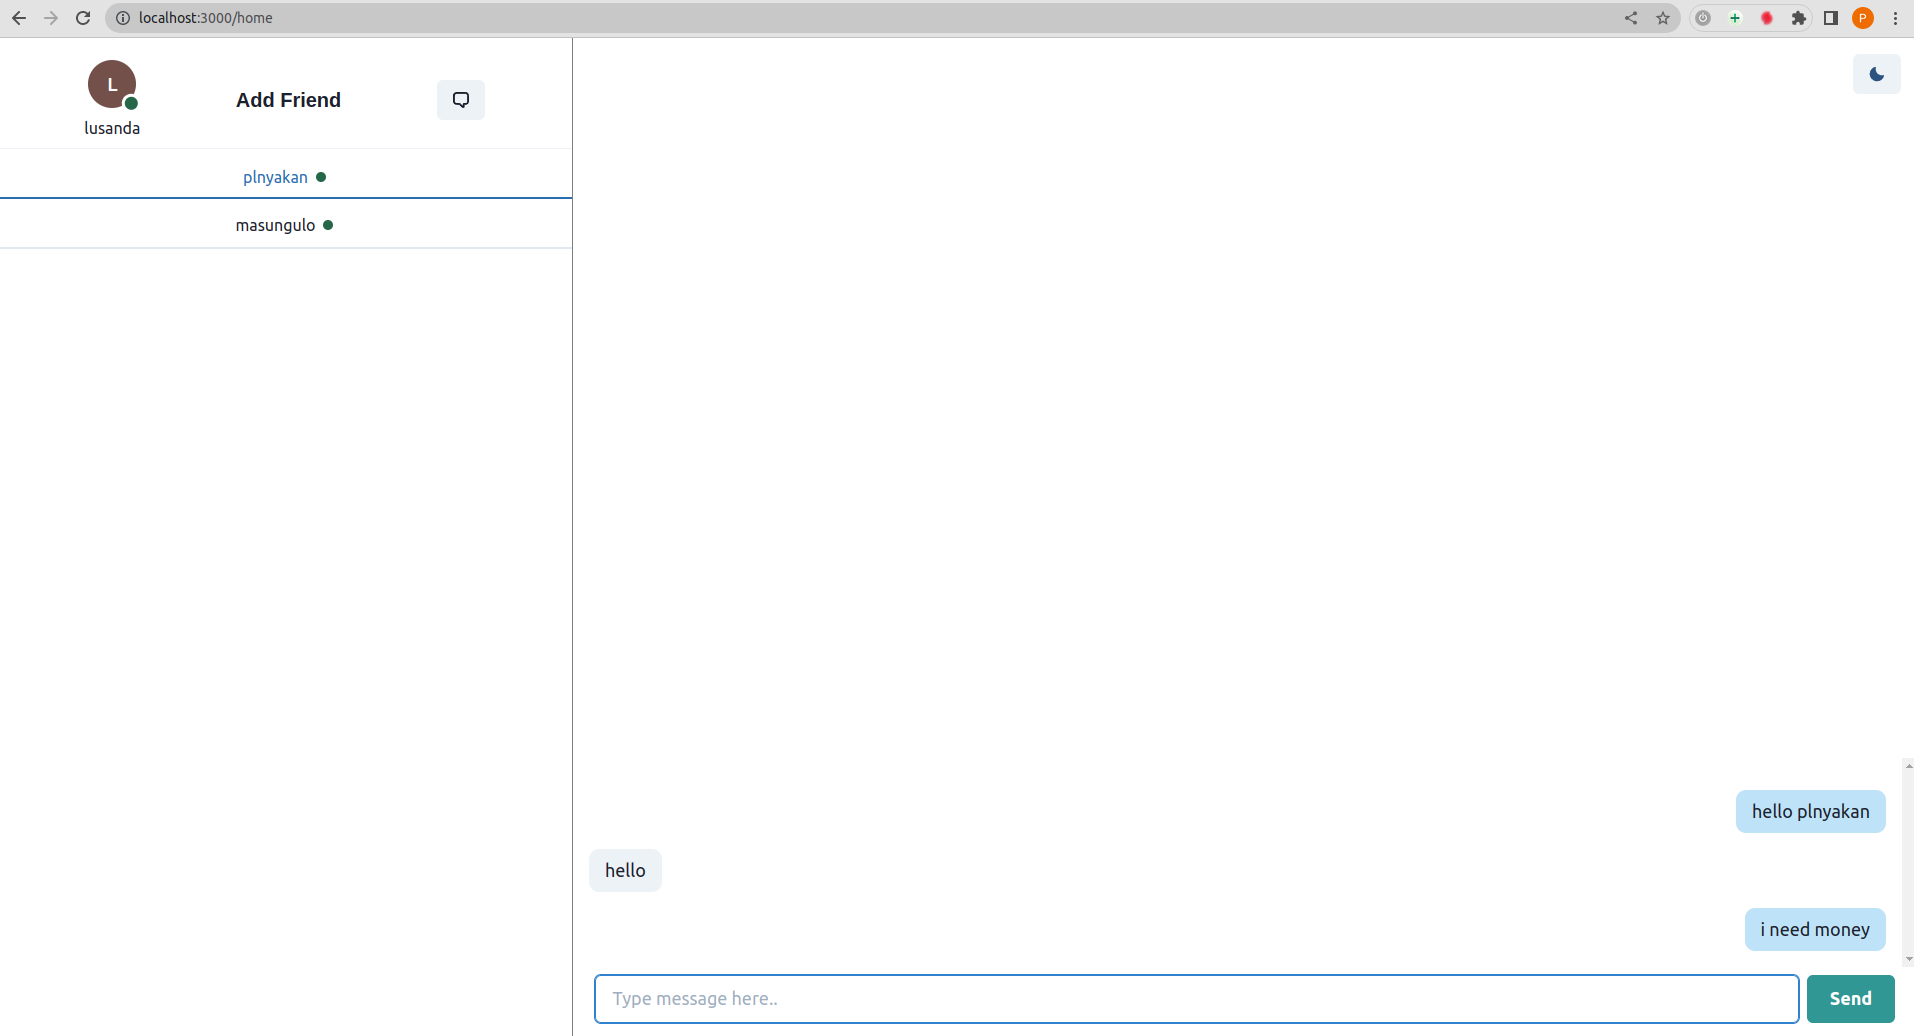 localhost:3000/home
P
L
lusanda
Add Friend
plnyakan
masungulo
hello plnyakan
hello
i need money
Type message here..
Send